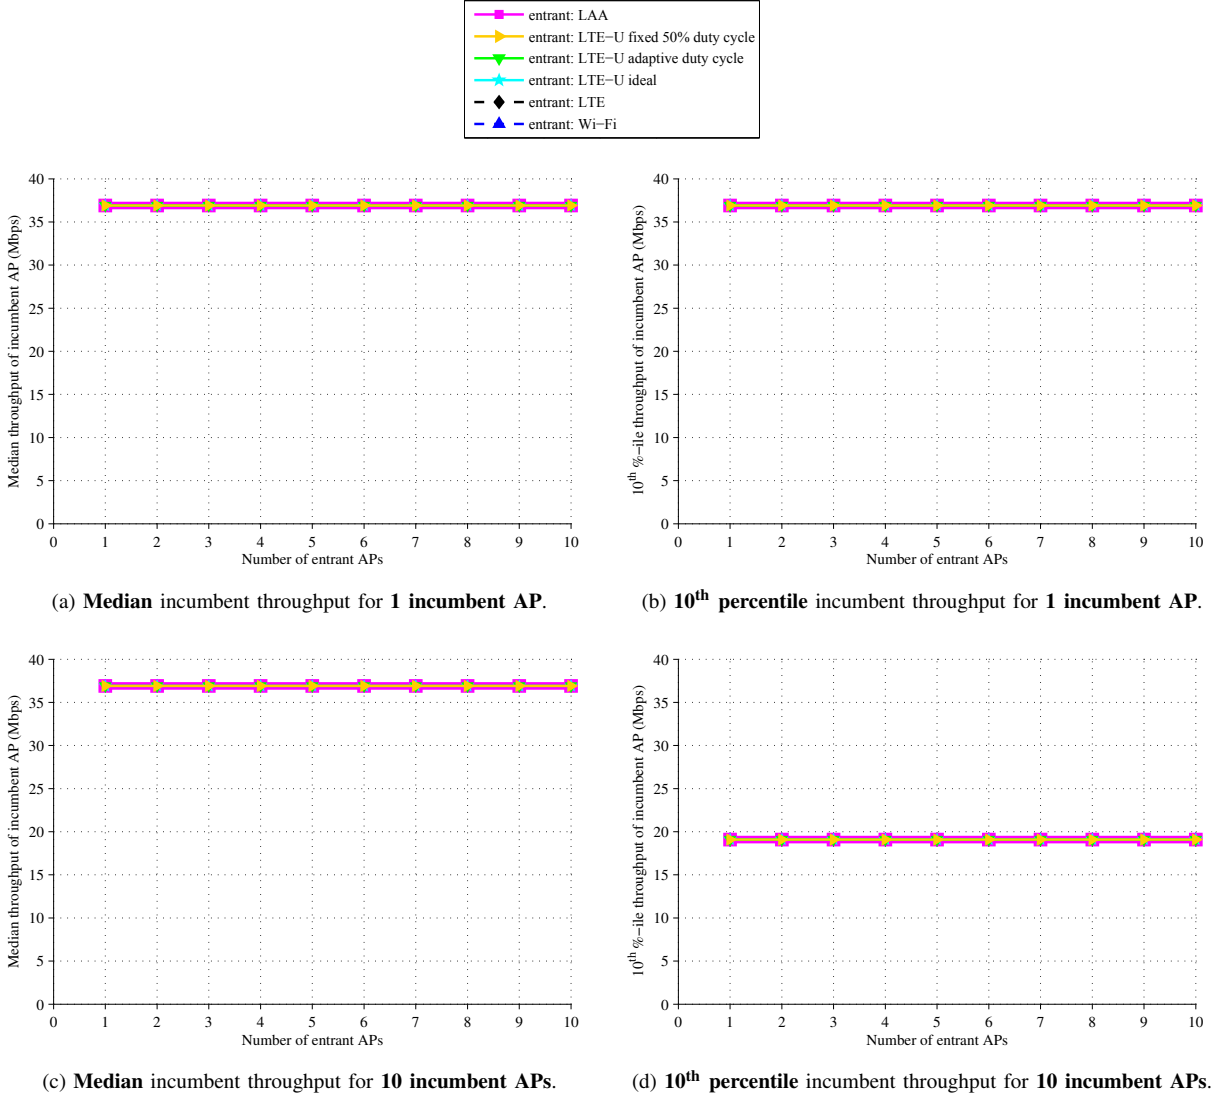 entrant: LAA
entrant: LTE−U fixed 50% duty cycle
entrant: LTE−U adaptive duty cycle
entrant: LTE−U ideal
entrant: LTE
entrant: Wi−Fi
Median throughput of incumbent AP (Mbps)
40
35
30
25
20
15
10
5
0
0 1 2 3 4 5 6 7 8 9 10
Number of entrant APs
(a) Median incumbent throughput for 1 incumbent AP.
10th %−ile throughput of incumbent AP (Mbps)
40
35
30
25
20
15
10
5
0
0 1 2 3 4 5 6 7 8 9 10
Number of entrant APs
(b) 10th percentile incumbent throughput for 1 incumbent AP.
Median throughput of incumbent AP (Mbps)
40
35
30
25
20
15
10
5
0
0 1 2 3 4 5 6 7 8 9 10
Number of entrant APs
(c) Median incumbent throughput for 10 incumbent APs.
10th %−ile throughput of incumbent AP (Mbps)
40
35
30
25
20
15
10
5
0
0 1 2 3 4 5 6 7 8 9 10
Number of entrant APs
(d) 10th percentile incumbent throughput for 10 incumbent APs.